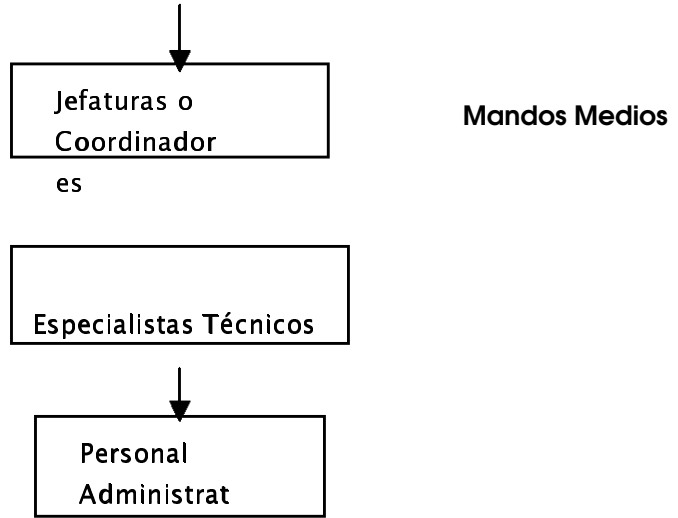 Jefaturas o
Coordinador
es
Mandos Medios
Especialistas Técnicos
Personal
Administrat